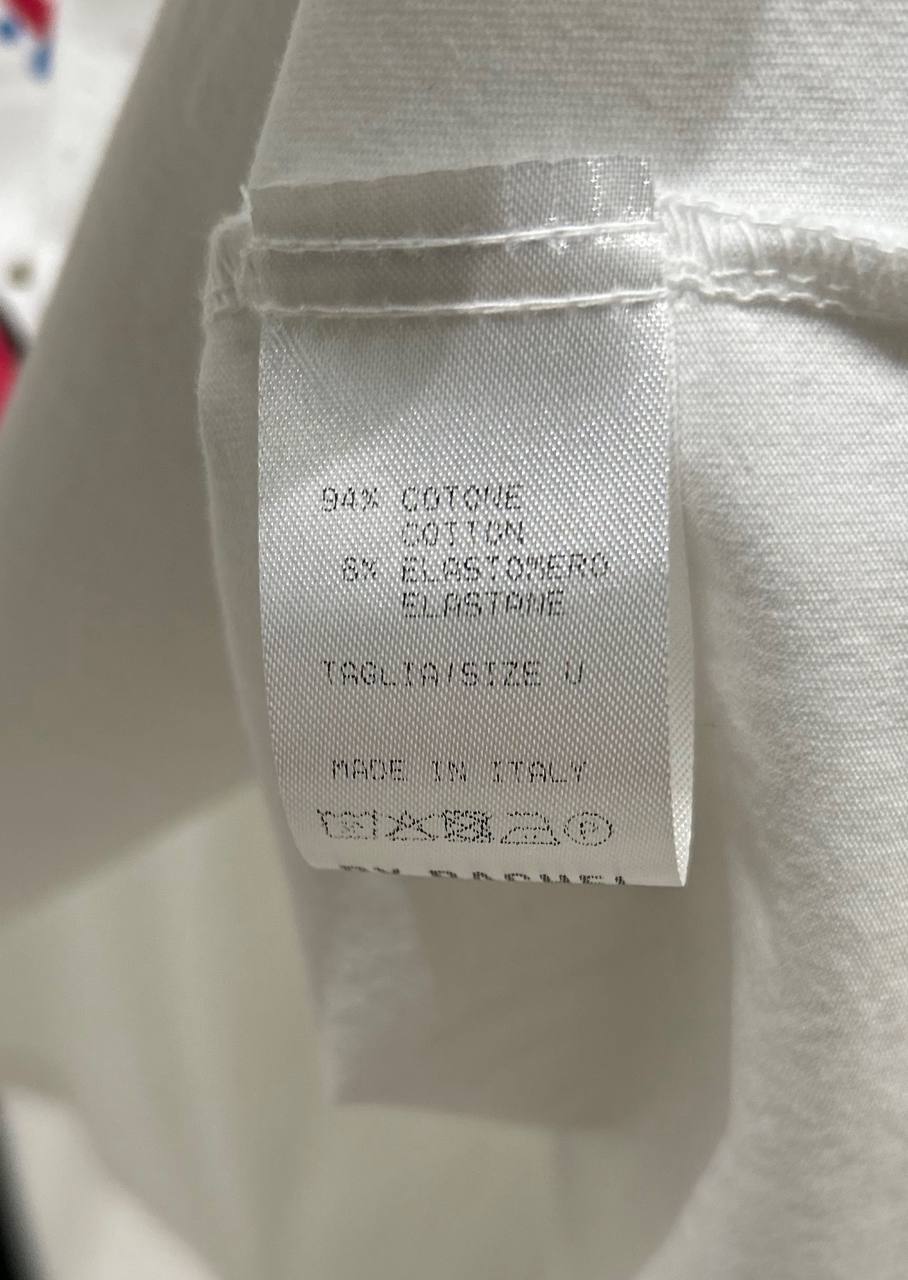 94% COTONE
COTTON
6% ELASTOMERO
ELASTANE
TAGLIA/SIZE U
MADE IN ITALY
P